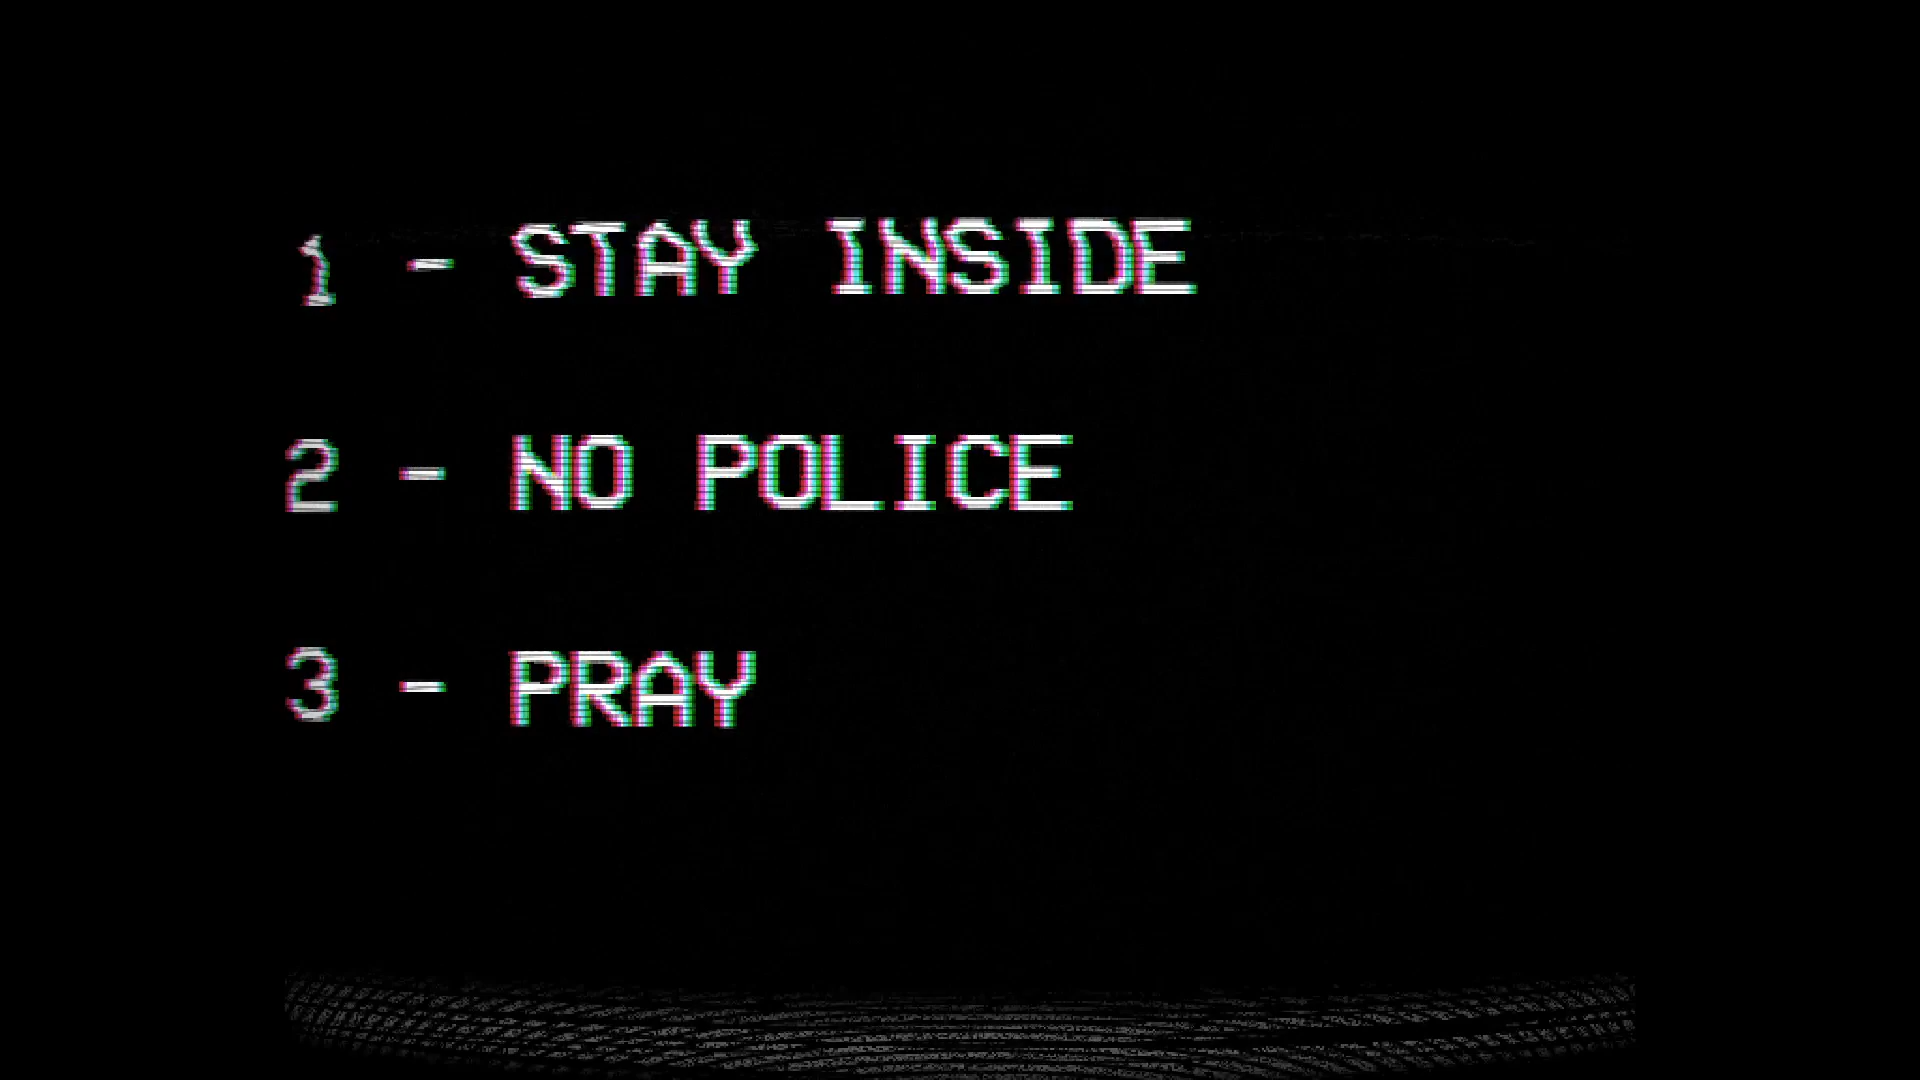 1 - STAY INSIDE
2 - NO POLICE
3 - PRAY